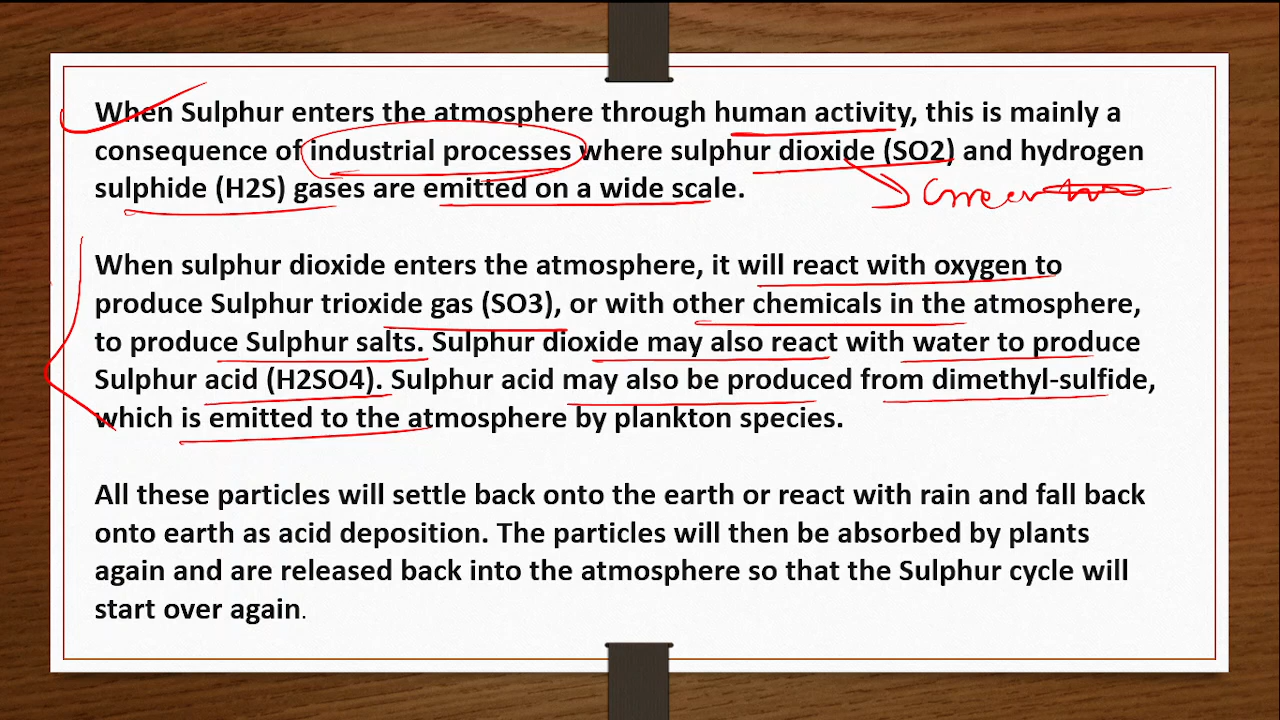 When Sulphur enters the atmosphere through human activity, this is mainly a
consequence of industrial processes where sulphur dioxide (SO2) and hydrogen
sulphide (H2S) gases are emitted on a wide scale.
When sulphur dioxide enters the atmosphere, it will react with oxygen to
produce Sulphur trioxide gas (SO3), or with other chemicals in the atmosphere,
to produce Sulphur salts. Sulphur dioxide may also react with water to produce
Sulphur acid (H2SO4). Sulphur acid may also be produced from dimethyl-sulfide,
which is emitted to the atmosphere by plankton species.
All these particles will settle back onto the earth or react with rain and fall back
onto earth as acid deposition. The particles will then be absorbed by plants
again and are released back into the atmosphere so that the Sulphur cycle will
start over again.